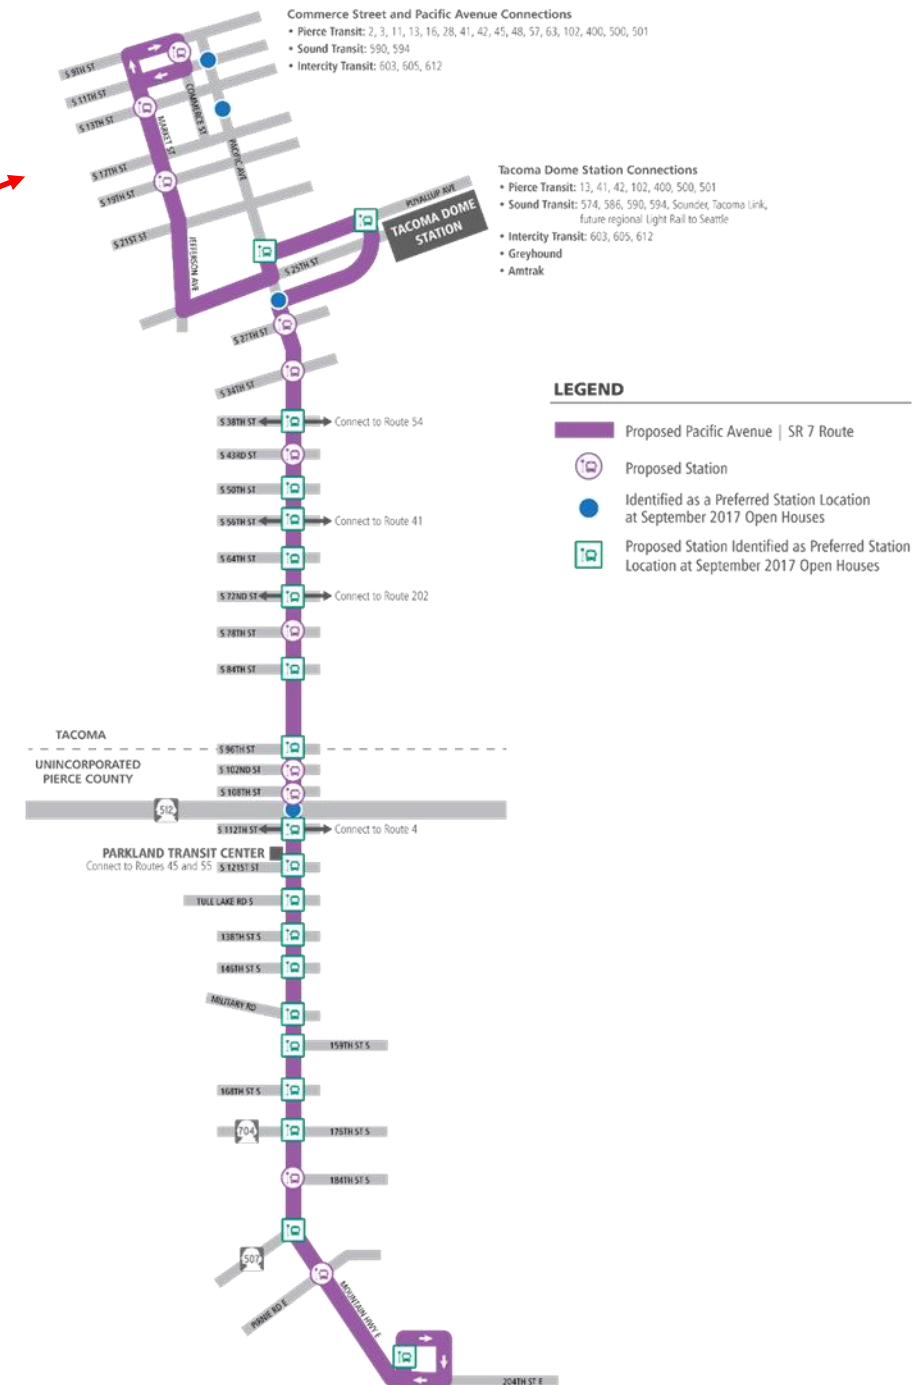 Commerce Street and Pacific Avenue Connections
• Pierce Transit: 2, 3, 11, 13, 16, 28, 41, 42, 45, 48, 57, 63, 102, 400, 500, 501
• Sound Transit: 590, 594
• Intercity Transit: 603, 605, 612
S 9TH ST
S 11TH ST
S 13TH ST
COMMERCE ST
MARKET ST
PACIFIC AVE
S 17TH ST
S 19TH ST
S 21ST ST
JEFFERSON AVE
Tacoma Dome Station Connections
• Pierce Transit: 13, 41, 42, 102, 400, 500, 501
• Sound Transit: 574, 586, 590, 594, Sounder, Tacoma Link,
future regional Light Rail to Seattle
• Intercity Transit: 603, 605, 612
• Greyhound
• Amtrak
PUYALLUP AVE
TACOMA DOME
STATION
S 25TH ST
S 27TH ST
S 34TH ST
LEGEND
Proposed Pacific Avenue | SR 7 Route
Proposed Station
Identified as a Preferred Station Location
at September 2017 Open Houses
Proposed Station Identified as Preferred Station
Location at September 2017 Open Houses
S 38TH ST Connect to Route 54
S 43RD ST
S 50TH ST
S 56TH ST Connect to Route 41
S 64TH ST
S 72ND ST Connect to Route 202
S 78TH ST
S 84TH ST
TACOMA
S 96TH ST
UNINCORPORATED
PIERCE COUNTY
S 102ND ST
S 108TH ST
512
S 112TH ST Connect to Route 4
PARKLAND TRANSIT CENTER
Connect to Routes 45 and 55 S 121ST ST
TULE LAKE RD S
138TH ST S
146TH ST S
MILITARY RD
159TH ST S
168TH ST S
704 176TH ST S
184TH ST S
507
PIRNIE RD E
MOUNTAIN HWY E
204TH ST E